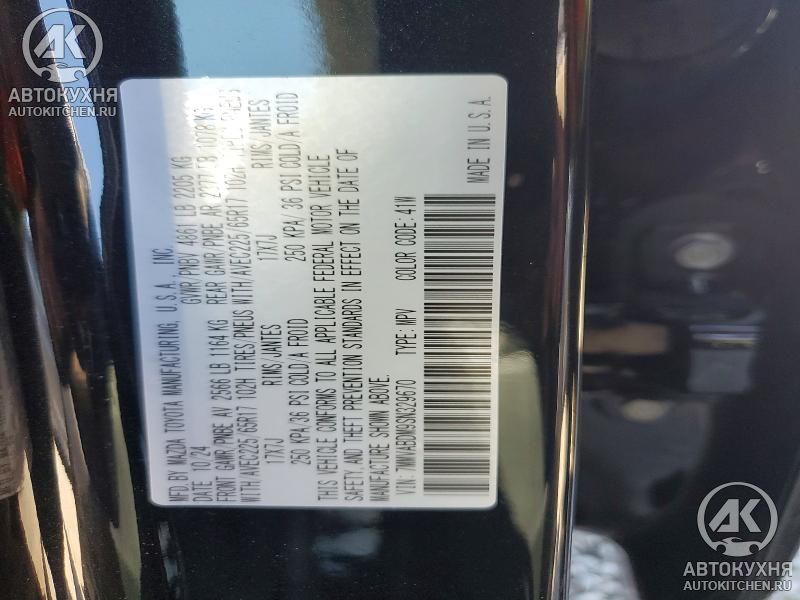 MFD.BY MAZDA TOYOTA MANUFACTURING, U.S.A., INC.
DATE 10/24 GVWR/PNBV 4861 LB 2205 KG
FRONT GAWR/PNBE AV 2566 LB 1164 KG REAR GAWR/PNBE AR 2377 LB 1078 KG
WITH/AVEC225/65R17 102H TIRES/PNEUS WITH/AVEC225/65R17 102H TIRES/PNEUS
17X7J RIMS/JANTES 17X7J RIMS/JANTES
250 KPA/36 PSI COLD/A FROID 250 KPA/36 PSI COLD/A FROID
THIS VEHICLE CONFORMS TO ALL APPLICABLE FEDERAL MOTOR VEHICLE
SAFETY AND THEFT PREVENTION STANDARDS IN EFFECT ON THE DATE OF
MANUFACTURE SHOWN ABOVE.
VIN: TYPE: MPV COLOR CODE: 41W
MADE IN U.S.A.
АК
АВТОКУХНЯ
AUTOKITCHEN.RU
АК
АВТОКУХНЯ
AUTOKITCHEN.RU